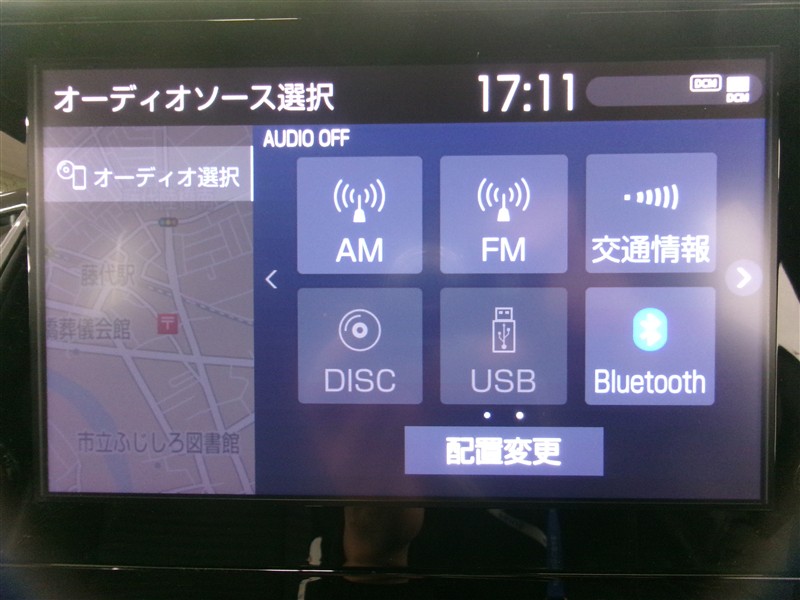 オーディオソース選択
17:11
DCM
DCM
オーディオ選択
AUDIO OFF
AM
FM
交通情報
DISC
USB
Bluetooth
配置変更
藤代駅
葬儀会館
市立ふじしろ図書館